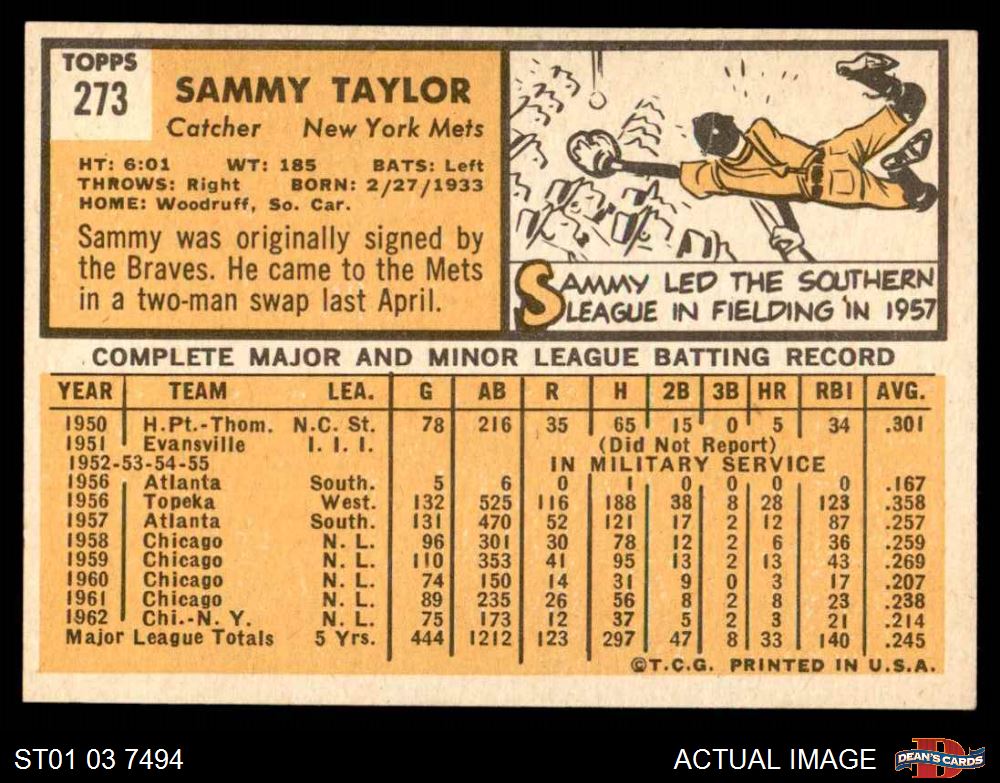 TOPPS
273
SAMMY TAYLOR
Catcher New York Mets
HT: 6:01 WT: 185 BATS: Left
THROWS: Right BORN: 2/27/1933
HOME: Woodruff, So. Car.
Sammy was originally signed by
the Braves. He came to the Mets
in a two-man swap last April.
SAMMY LED THE SOUTHERN
LEAGUE IN FIELDING IN 1957
COMPLETE MAJOR AND MINOR LEAGUE BATTING RECORD
YEAR TEAM LEA. G AB R H 2B 3B HR RBI AVG.
1950 H.Pt.-Thom. N.C. St. 78 216 35 65 15 0 5 34 .301
1951 Evansville I. I. I. (Did Not Report)
1952-53-54-55 IN MILITARY SERVICE
1956 Atlanta South. 5 6 0 1 0 0 0 0 .167
1956 Topeka West. 132 525 116 188 38 8 28 123 .358
1957 Atlanta South. 131 470 52 121 17 2 12 87 .257
1958 Chicago N. L. 96 301 30 78 12 2 6 36 .259
1959 Chicago N. L. 110 353 41 95 13 2 13 43 .269
1960 Chicago N. L. 74 150 14 31 9 0 3 17 .207
1961 Chicago N. L. 89 235 26 56 8 2 8 23 .238
1962 Chi.-N. Y. N. L. 75 173 12 37 5 2 3 21 .214
Major League Totals 5 Yrs. 444 1212 123 297 47 8 33 140 .245
©T.C.G. PRINTED IN U.S.A.
ST01 03 7494 ACTUAL IMAGE D DEAN'S CARDS